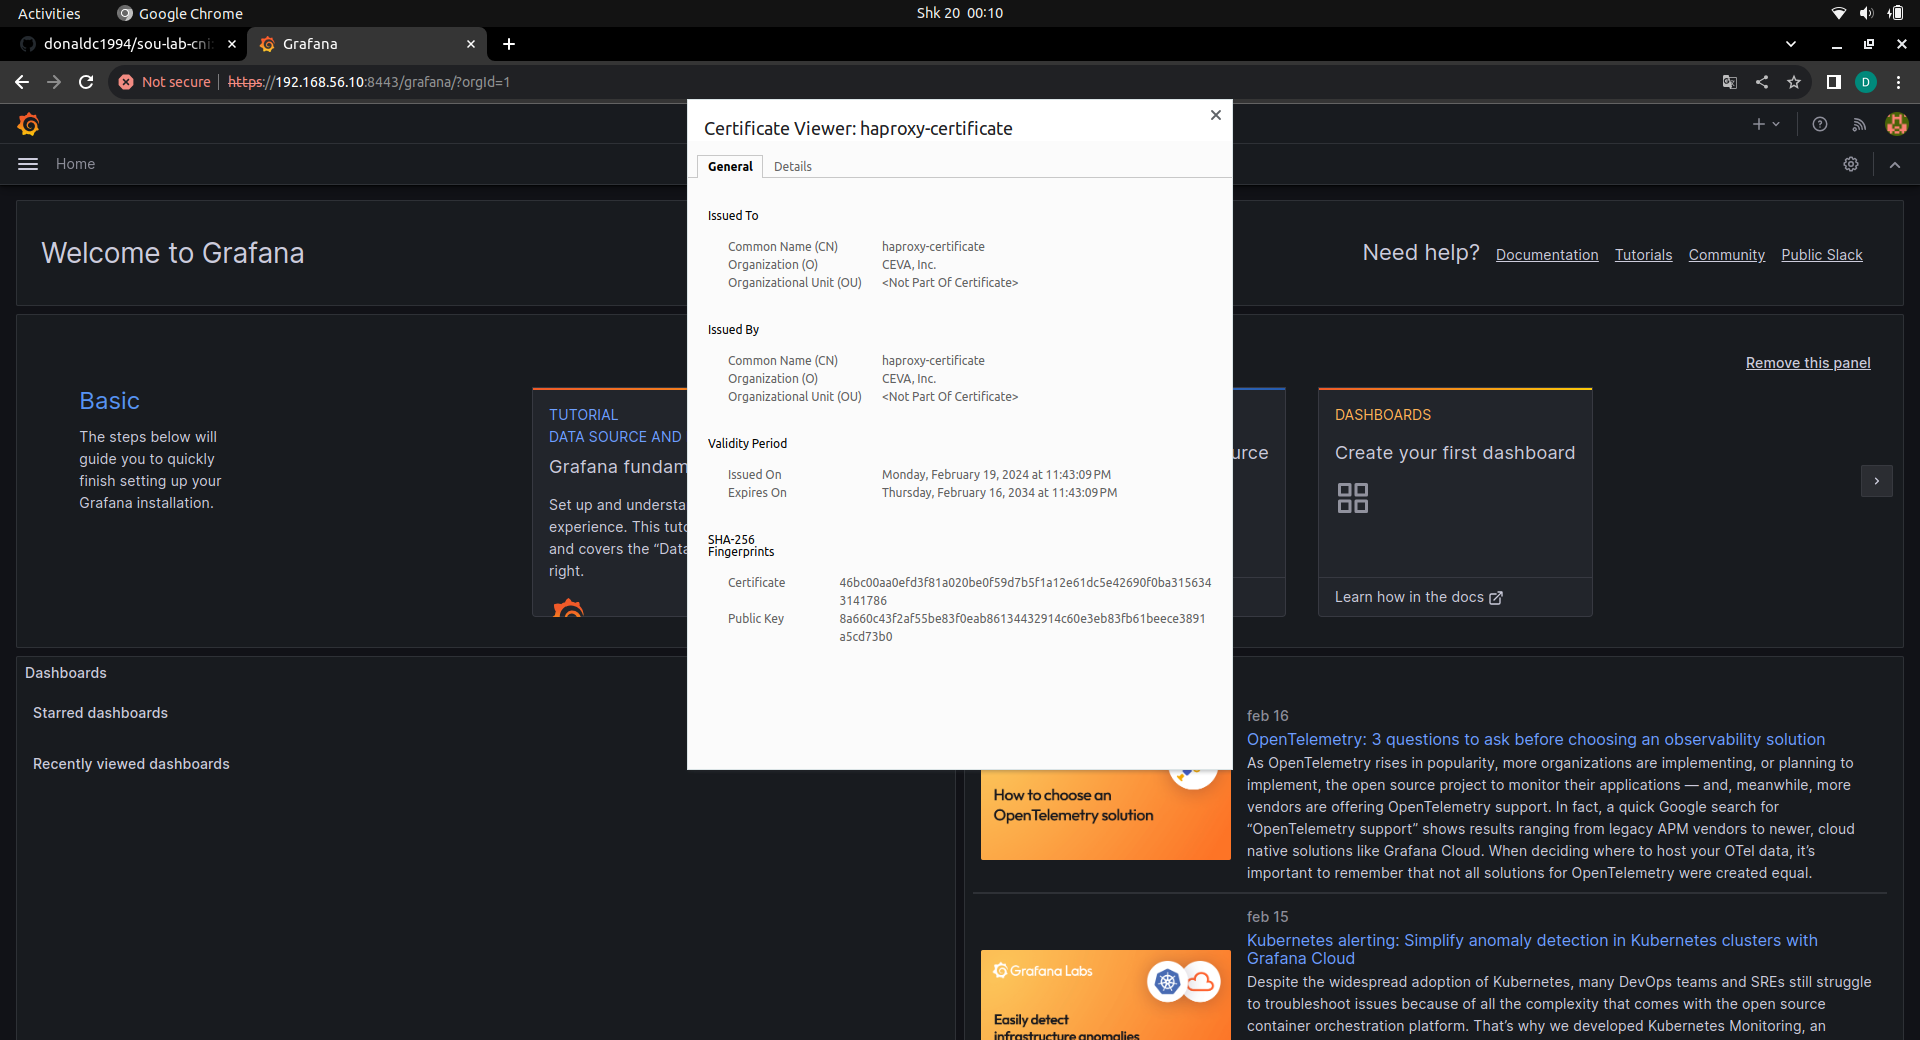 Activities
Google Chrome
Shk 20 00:10
donaldc1994/sou-lab-cni
Grafana
Not secure
https://192.168.56.10:8443/grafana/?orgId=1
D
Certificate Viewer: haproxy-certificate
General
Details
Home
Issued To
Common Name (CN) haproxy-certificate
Organization (O) CEVA, Inc.
Organizational Unit (OU) <Not Part Of Certificate>
Issued By
Common Name (CN) haproxy-certificate
Organization (O) CEVA, Inc.
Organizational Unit (OU) <Not Part Of Certificate>
Validity Period
Issued On Monday, February 19, 2024 at 11:43:09 PM
Expires On Thursday, February 16, 2034 at 11:43:09 PM
SHA-256
Fingerprints
Certificate 46bc00aa0efd3f81a020be0f59d7b5f1a12e61dc5e42690f0ba315634
3141786
Public Key 8a660c43f2af55be83f0eab86134432914c60e3eb83fb61beece3891
a5cd73b0
Welcome to Grafana
Need help?
Documentation
Tutorials
Community
Public Slack
Remove this panel
Basic
The steps below will
guide you to quickly
finish setting up your
Grafana installation.
TUTORIAL
DATA SOURCE AND
Grafana fundam
Set up and understa
experience. This tuto
and covers the “Data
right.
urce
DASHBOARDS
Create your first dashboard
Learn how in the docs
Dashboards
Starred dashboards
Recently viewed dashboards
How to choose an
OpenTelemetry solution
feb 16
OpenTelemetry: 3 questions to ask before choosing an observability solution
As OpenTelemetry rises in popularity, more organizations are implementing, or planning to
implement, the open source project to monitor their applications — and, meanwhile, more
vendors are offering OpenTelemetry support. In fact, a quick Google search for
“OpenTelemetry support” shows results ranging from legacy APM vendors to newer, cloud
native solutions like Grafana Cloud. When deciding where to host your OTel data, it’s
important to remember that not all solutions for OpenTelemetry were created equal.
Grafana Labs
Easily detect
infrastructure anomalies
feb 15
Kubernetes alerting: Simplify anomaly detection in Kubernetes clusters with
Grafana Cloud
Despite the widespread adoption of Kubernetes, many DevOps teams and SREs still struggle
to troubleshoot issues because of all the complexity that comes with the open source
container orchestration platform. That’s why we developed Kubernetes Monitoring, an